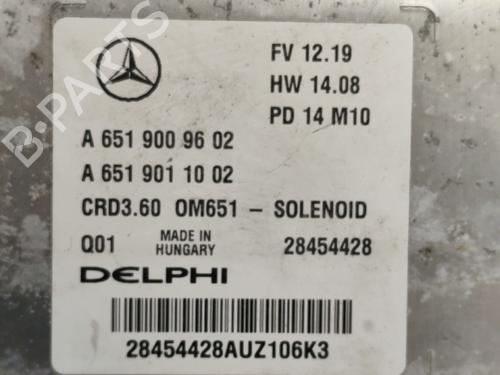 FV 12.19
HW 14.08
PD 14 M10
A 651 900 96 02
A 651 901 10 02
CRD3.60 OM651 - SOLENOID
Q01 MADE IN HUNGARY 28454428
DELPHI
28454428AUZ106K3
B-PARTS